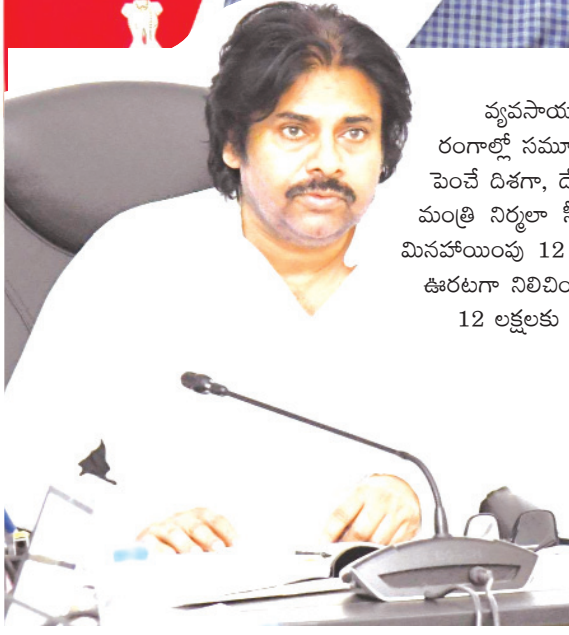 వ్యవసాయ
రంగాల్లో సమూ
పెంచే దిశగా, దే
మంత్రి నిర్మలా సీ
మినహాయింపు 12
ఊరటగా నిలిచిం
12 లక్షలకు